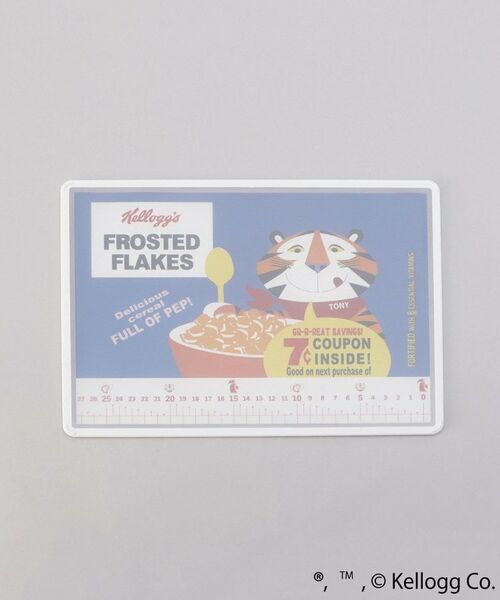 Kellogg's
FROSTED
FLAKES
Delicious
cereal
FULL OF PEP!
TONY
GR-R-REAT SAVINGS!
7¢ COUPON
INSIDE!
Good on next purchase of
FORTIFIED WITH 8 ESSENTIAL VITAMINS
27 26 25 24 23 22 21 20 19 18 17 16 15 14 13 12 11 10 9 8 7 6 5 4 3 2 1 0
®, ™, © Kellogg Co.